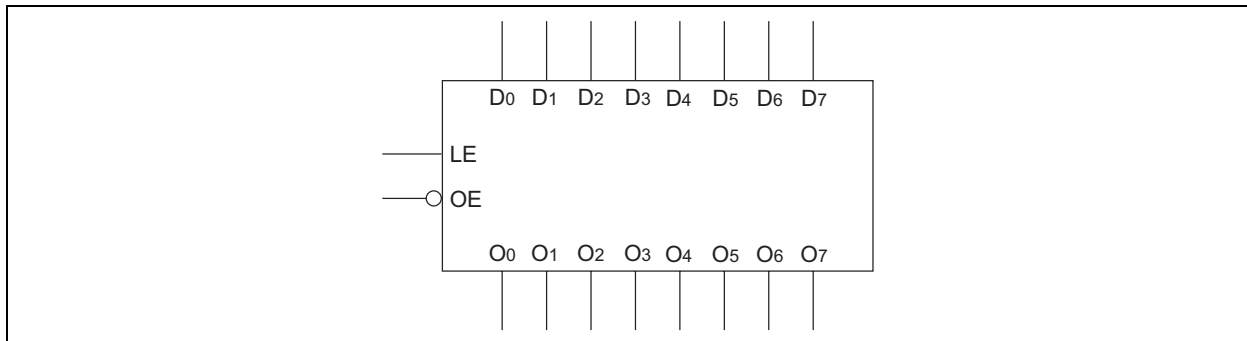 D0 D1 D2 D3 D4 D5 D6 D7
LE
OE
O0 O1 O2 O3 O4 O5 O6 O7